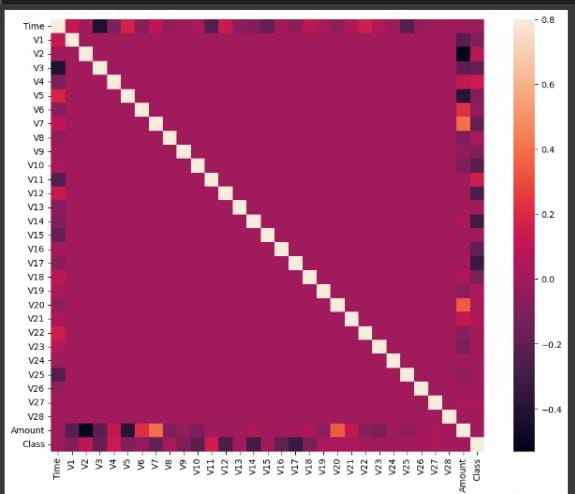 Time
V1
V2
V3
V4
V5
V6
V7
V8
V9
V10
V11
V12
V13
V14
V15
V16
V17
V18
V19
V20
V21
V22
V23
V24
V25
V26
V27
V28
Amount
Class
Time
V1
V2
V3
V4
V5
V6
V7
V8
V9
V10
V11
V12
V13
V14
V15
V16
V17
V18
V19
V20
V21
V22
V23
V24
V25
V26
V27
V28
Amount
Class
0.8
0.6
0.4
0.2
0.0
−0.2
−0.4